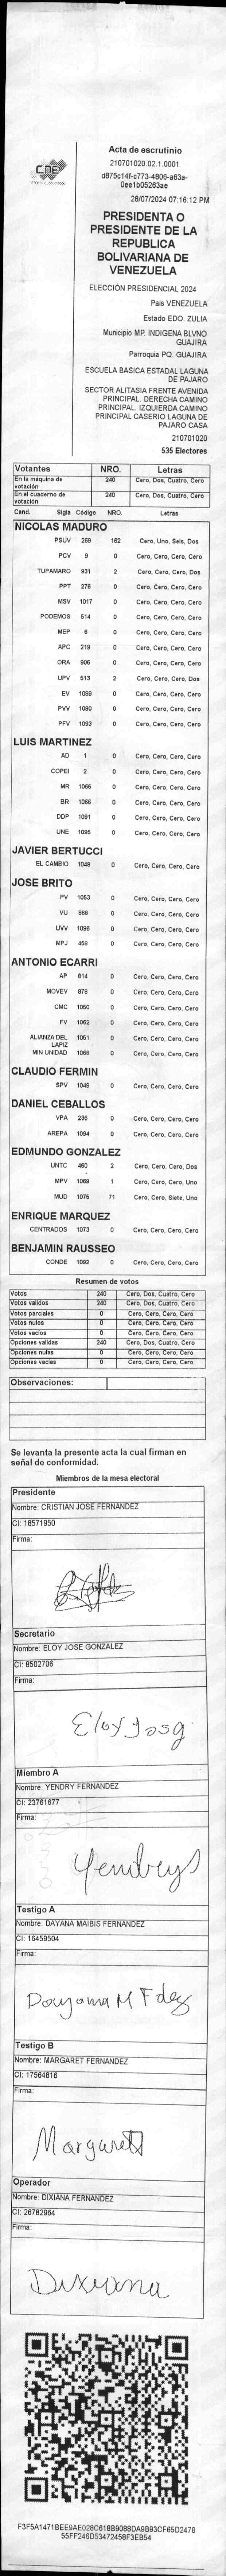 CNE
Acta de escrutinio
210701020.02.1.0001
d875c14f-c773-4806-a63a-
0ee1b05263ae
28/07/2024 07:16:12 PM
PRESIDENTA O
PRESIDENTE DE LA
REPUBLICA
BOLIVARIANA DE
VENEZUELA
ELECCIÓN PRESIDENCIAL 2024
Pais VENEZUELA
Estado EDO. ZULIA
Municipio MP. INDIGENA BLVNO
GUAJIRA
Parroquia PQ. GUAJIRA
ESCUELA BASICA ESTADAL LAGUNA
DE PAJARO
SECTOR ALITASIA FRENTE AVENIDA
PRINCIPAL. DERECHA CAMINO
PRINCIPAL. IZQUIERDA CAMINO
PRINCIPAL CASERIO LAGUNA DE
PAJARO CASA
210701020
535 Electores
Votantes NRO. Letras
En la máquina de 240 Cero, Dos, Cuatro, Cero
votación
En el cuaderno de 240 Cero, Dos, Cuatro, Cero
votación
Cand. Sigla Código NRO. Letras
NICOLAS MADURO
PSUV 269 162 Cero, Uno, Seis, Dos
PCV 9 0 Cero, Cero, Cero, Cero
TUPAMARO 931 2 Cero, Cero, Cero, Dos
PPT 276 0 Cero, Cero, Cero, Cero
MSV 1017 0 Cero, Cero, Cero, Cero
PODEMOS 514 0 Cero, Cero, Cero, Cero
MEP 6 0 Cero, Cero, Cero, Cero
APC 219 0 Cero, Cero, Cero, Cero
ORA 906 0 Cero, Cero, Cero, Cero
UPV 513 2 Cero, Cero, Cero, Dos
EV 1089 0 Cero, Cero, Cero, Cero
PVV 1090 0 Cero, Cero, Cero, Cero
PFV 1093 0 Cero, Cero, Cero, Cero
LUIS MARTINEZ
AD 1 0 Cero, Cero, Cero, Cero
COPEI 2 0 Cero, Cero, Cero, Cero
MR 1065 0 Cero, Cero, Cero, Cero
BR 1066 0 Cero, Cero, Cero, Cero
DDP 1091 0 Cero, Cero, Cero, Cero
UNE 1095 0 Cero, Cero, Cero, Cero
JAVIER BERTUCCI
EL CAMBIO 1048 0 Cero, Cero, Cero, Cero
JOSE BRITO
PV 1053 0 Cero, Cero, Cero, Cero
VU 868 0 Cero, Cero, Cero, Cero
UVV 1096 0 Cero, Cero, Cero, Cero
MPJ 458 0 Cero, Cero, Cero, Cero
ANTONIO ECARRI
AP 614 0 Cero, Cero, Cero, Cero
MOVEV 878 0 Cero, Cero, Cero, Cero
CMC 1050 0 Cero, Cero, Cero, Cero
FV 1062 0 Cero, Cero, Cero, Cero
ALIANZA DEL 1051 0 Cero, Cero, Cero, Cero
LAPIZ
MIN UNIDAD 1068 0 Cero, Cero, Cero, Cero
CLAUDIO FERMIN
SPV 1049 0 Cero, Cero, Cero, Cero
DANIEL CEBALLOS
VPA 236 0 Cero, Cero, Cero, Cero
AREPA 1094 0 Cero, Cero, Cero, Cero
EDMUNDO GONZALEZ
UNTC 460 2 Cero, Cero, Cero, Dos
MPV 1069 1 Cero, Cero, Cero, Uno
MUD 1075 71 Cero, Cero, Siete, Uno
ENRIQUE MARQUEZ
CENTRADOS 1073 0 Cero, Cero, Cero, Cero
BENJAMIN RAUSSEO
CONDE 1092 0 Cero, Cero, Cero, Cero
Resumen de votos
Votos 240 Cero, Dos, Cuatro, Cero
Votos validos 240 Cero, Dos, Cuatro, Cero
Votos parciales 0 Cero, Cero, Cero, Cero
Votos nulos 0 Cero, Cero, Cero, Cero
Votos vacios 0 Cero, Cero, Cero, Cero
Opciones validas 240 Cero, Dos, Cuatro, Cero
Opciones nulas 0 Cero, Cero, Cero, Cero
Opciones vacias 0 Cero, Cero, Cero, Cero
Observaciones:
Se levanta la presente acta la cual firman en
señal de conformidad.
Miembros de la mesa electoral
Presidente
Nombre: CRISTIAN JOSE FERNANDEZ
CI: 18571950
Firma:
Secretario
Nombre: ELOY JOSE GONZALEZ
CI: 8502706
Firma:
Eloy Josg
Miembro A
Nombre: YENDRY FERNANDEZ
CI: 23761677
Firma:
Yendrys
Testigo A
Nombre: DAYANA MAIBIS FERNANDEZ
CI: 16459504
Firma:
Dayana M Fdez
Testigo B
Nombre: MARGARET FERNANDEZ
CI: 17564816
Firma:
Margaret
Operador
Nombre: DIXIANA FERNANDEZ
CI: 26782964
Firma:
Dixiana
F3F5A1471BEE9AE028C618B9088DA9B93CF65D2478
55FF246D53472458F3EB54